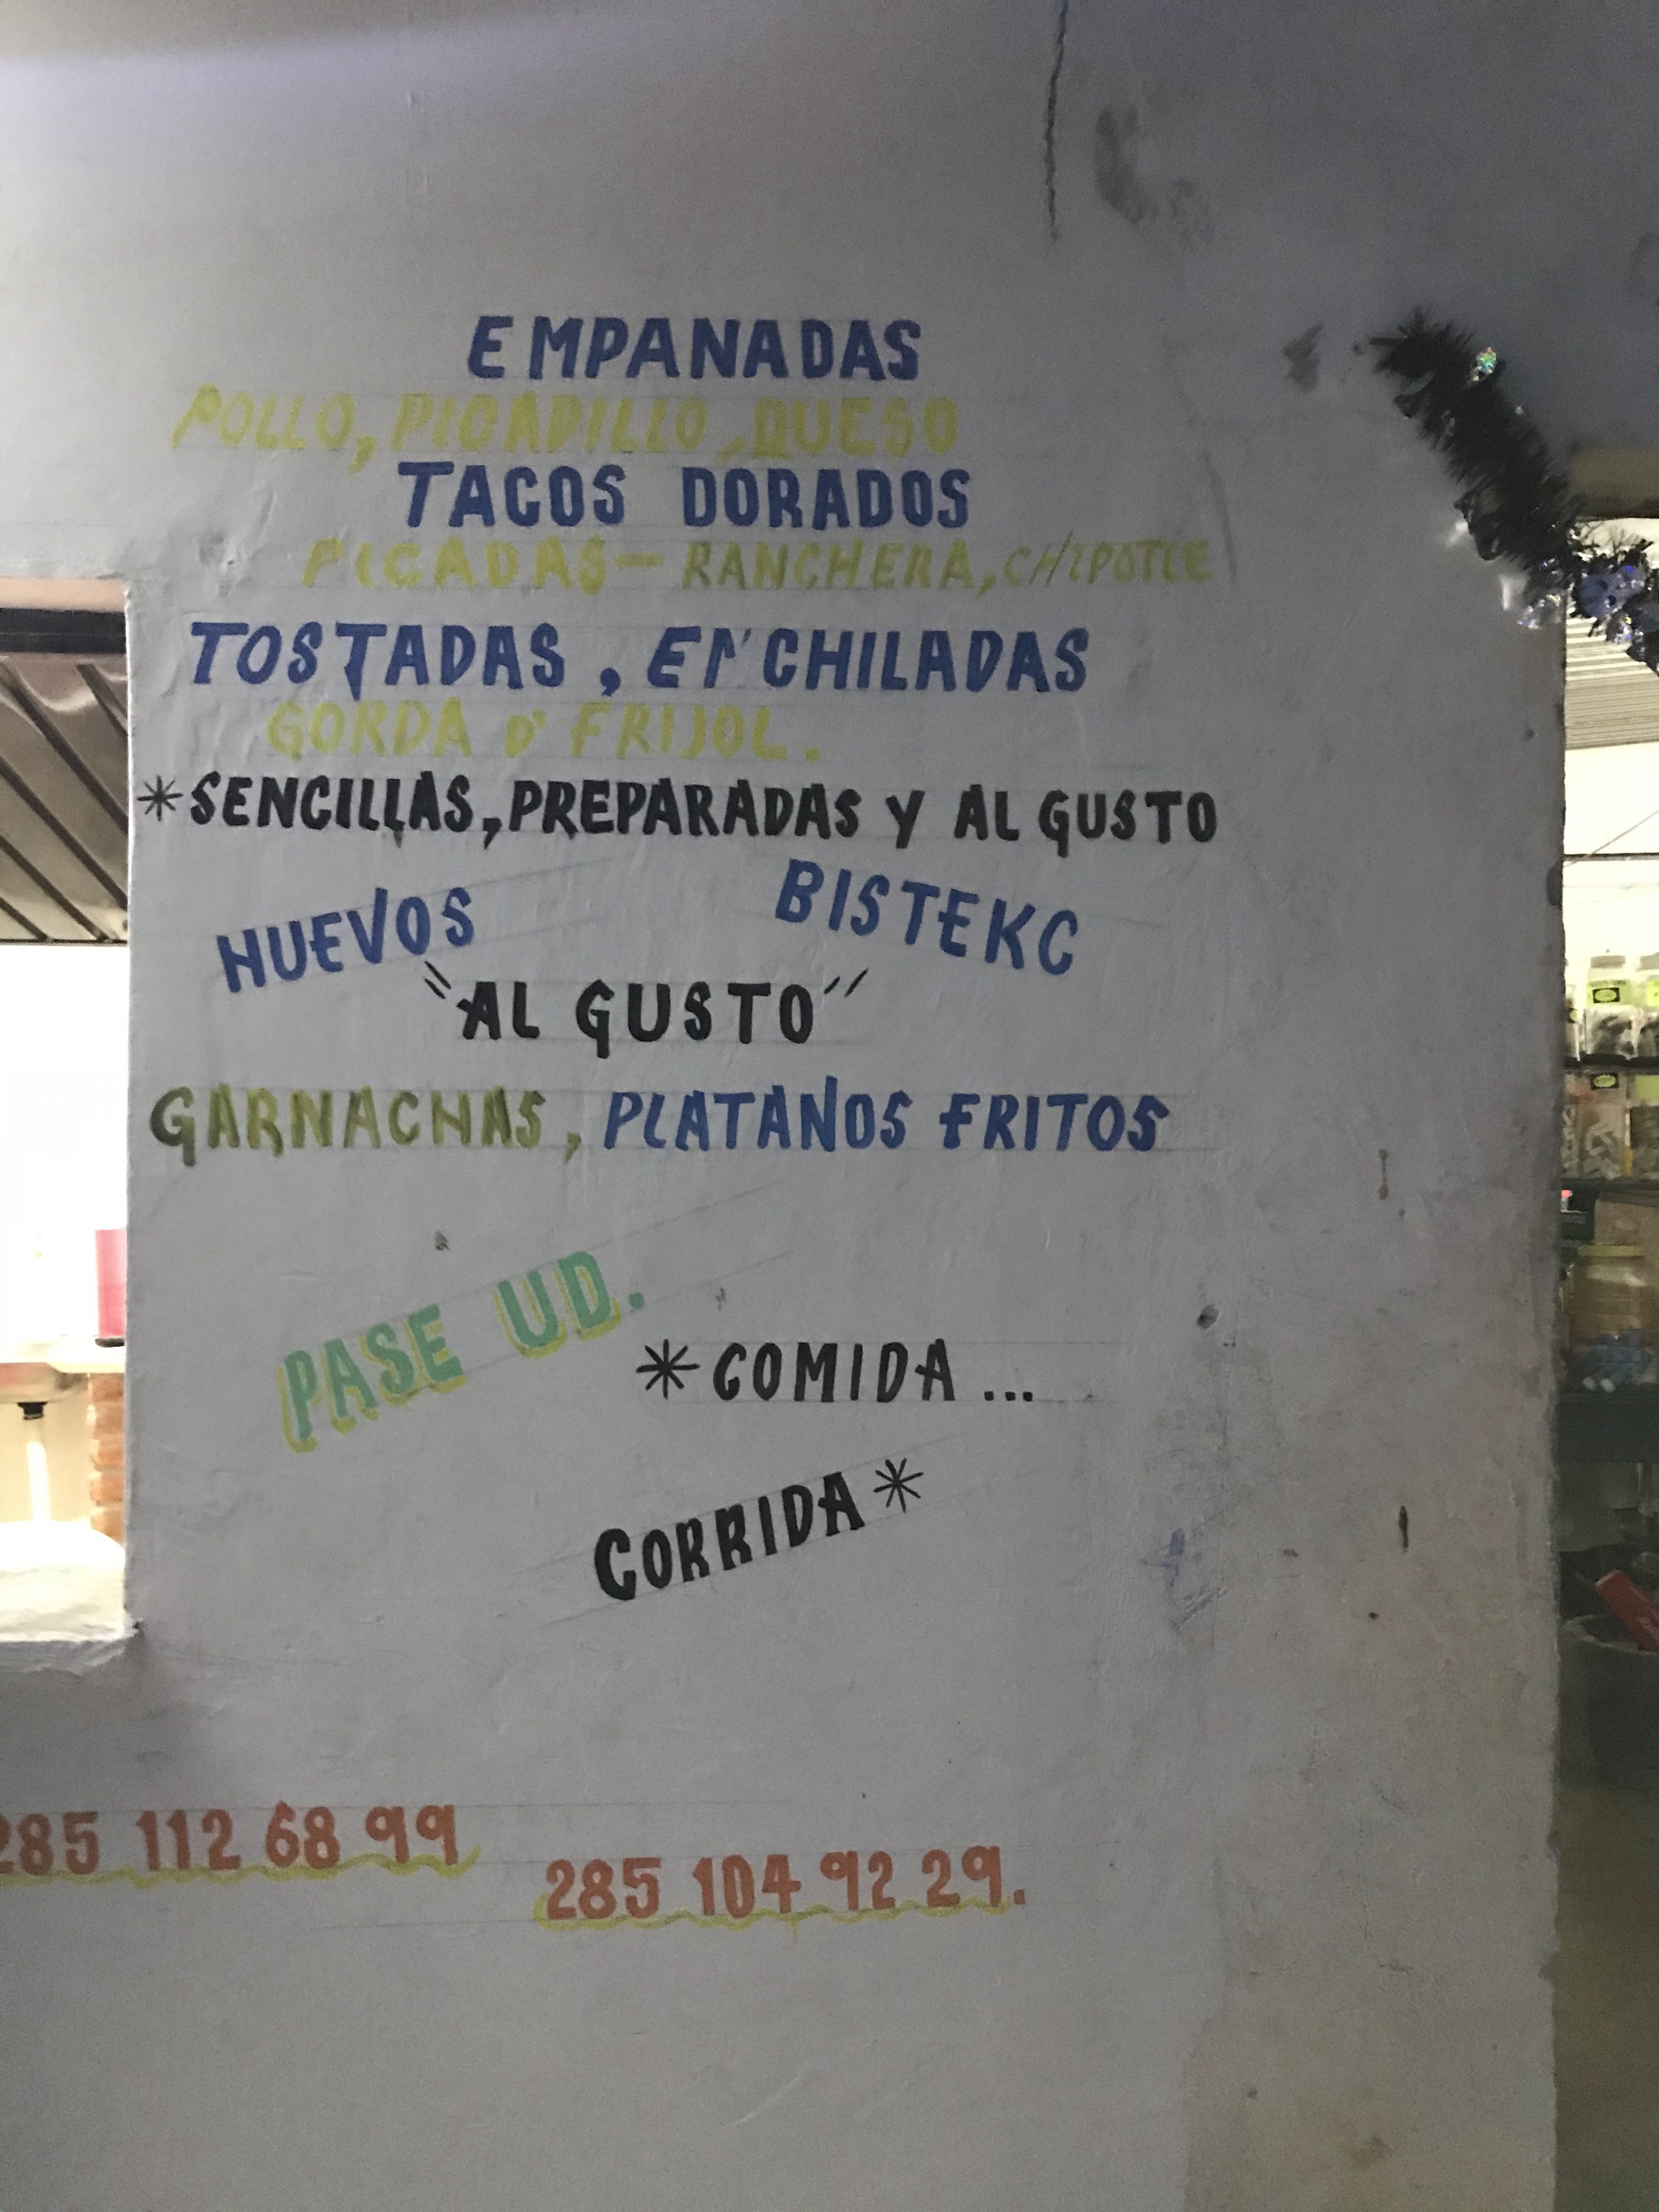 EMPANADAS
POLLO, PICADILLO, QUESO
TACOS DORADOS
PICADAS - RANCHERA, CHIPOTLE
TOSTADAS, ENCHILADAS
GORDA D' FRIJOL.
*SENCILLAS, PREPARADAS Y AL GUSTO
HUEVOS BISTEKC
"AL GUSTO"
GARNACHAS, PLATANOS FRITOS
PASE UD.
*COMIDA...
CORRIDA*
285 112 68 99
285 104 92 29.